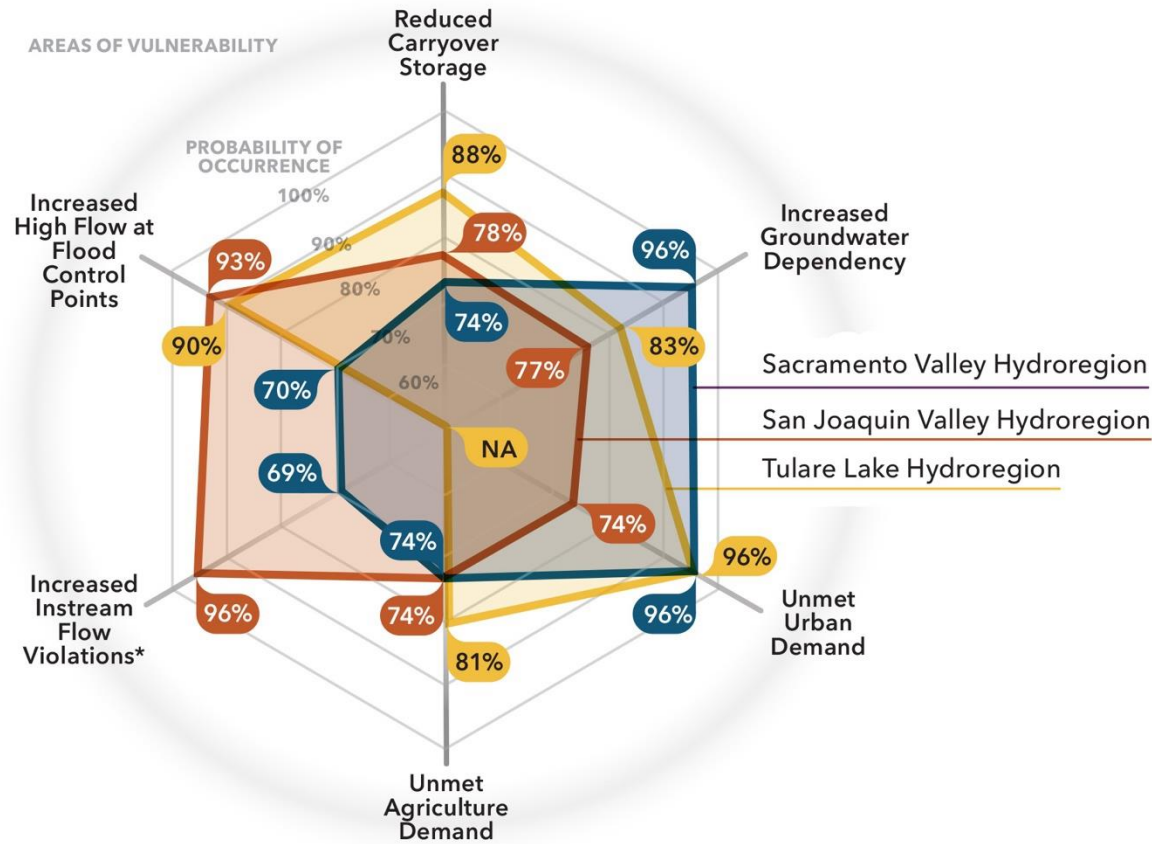 AREAS OF VULNERABILITY
Reduced
Carryover
Storage
PROBABILITY OF
OCCURRENCE
100%
90%
80%
70%
60%
88%
78%
74%
Increased
Groundwater
Dependency
96%
83%
77%
Sacramento Valley Hydroregion
San Joaquin Valley Hydroregion
Tulare Lake Hydroregion
Increased
High Flow at
Flood
Control
Points
93%
90%
70%
NA
69%
74%
74%
96%
96%
Unmet
Urban
Demand
Increased
Instream
Flow
Violations*
96%
74%
81%
Unmet
Agriculture
Demand